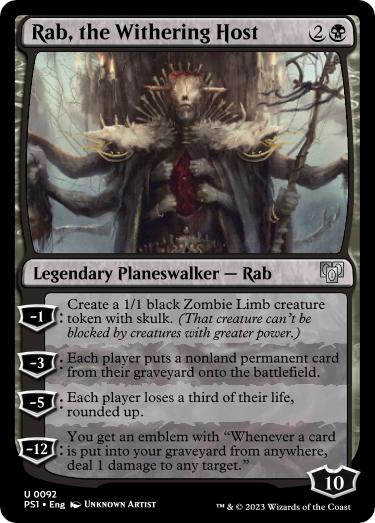 Rab, the Withering Host 2
Legendary Planeswalker — Rab
-1 : Create a 1/1 black Zombie Limb creature
token with skulk. (That creature can't be
blocked by creatures with greater power.)
-3 : Each player puts a nonland permanent card
from their graveyard onto the battlefield.
-5 : Each player loses a third of their life,
rounded up.
-12 : You get an emblem with “Whenever a card
is put into your graveyard from anywhere,
deal 1 damage to any target.”
10
U 0092
PS1 • Eng Unknown Artist
™ & © 2023 Wizards of the Coast